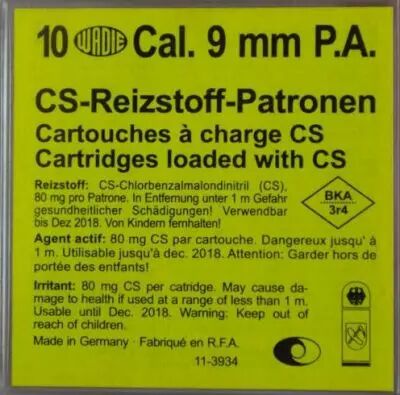 10 WADIE Cal. 9 mm P.A.
CS-Reizstoff-Patronen
Cartouches à charge CS
Cartridges loaded with CS
Reizstoff: CS-Chlorbenzalmalondinitril (CS),
80 mg pro Patrone. In Entfernung unter 1 m Gefahr
gesundheitlicher Schädigungen! Verwendbar
bis Dez 2018. Von Kindern fernhalten!
BKA
3r4
Agent actif: 80 mg CS par cartouche. Dangereux jusqu' à
1 m. Utilisable jusqu'à dec. 2018. Attention: Garder hors de
portée des entfants!
Irritant: 80 mg CS per catridge. May cause da-
mage to health if used at a range of less than 1 m.
Usable until Dec. 2018. Warning: Keep out of
reach of children.
Made in Germany · Fabriqué en R.F.A.
11-3934